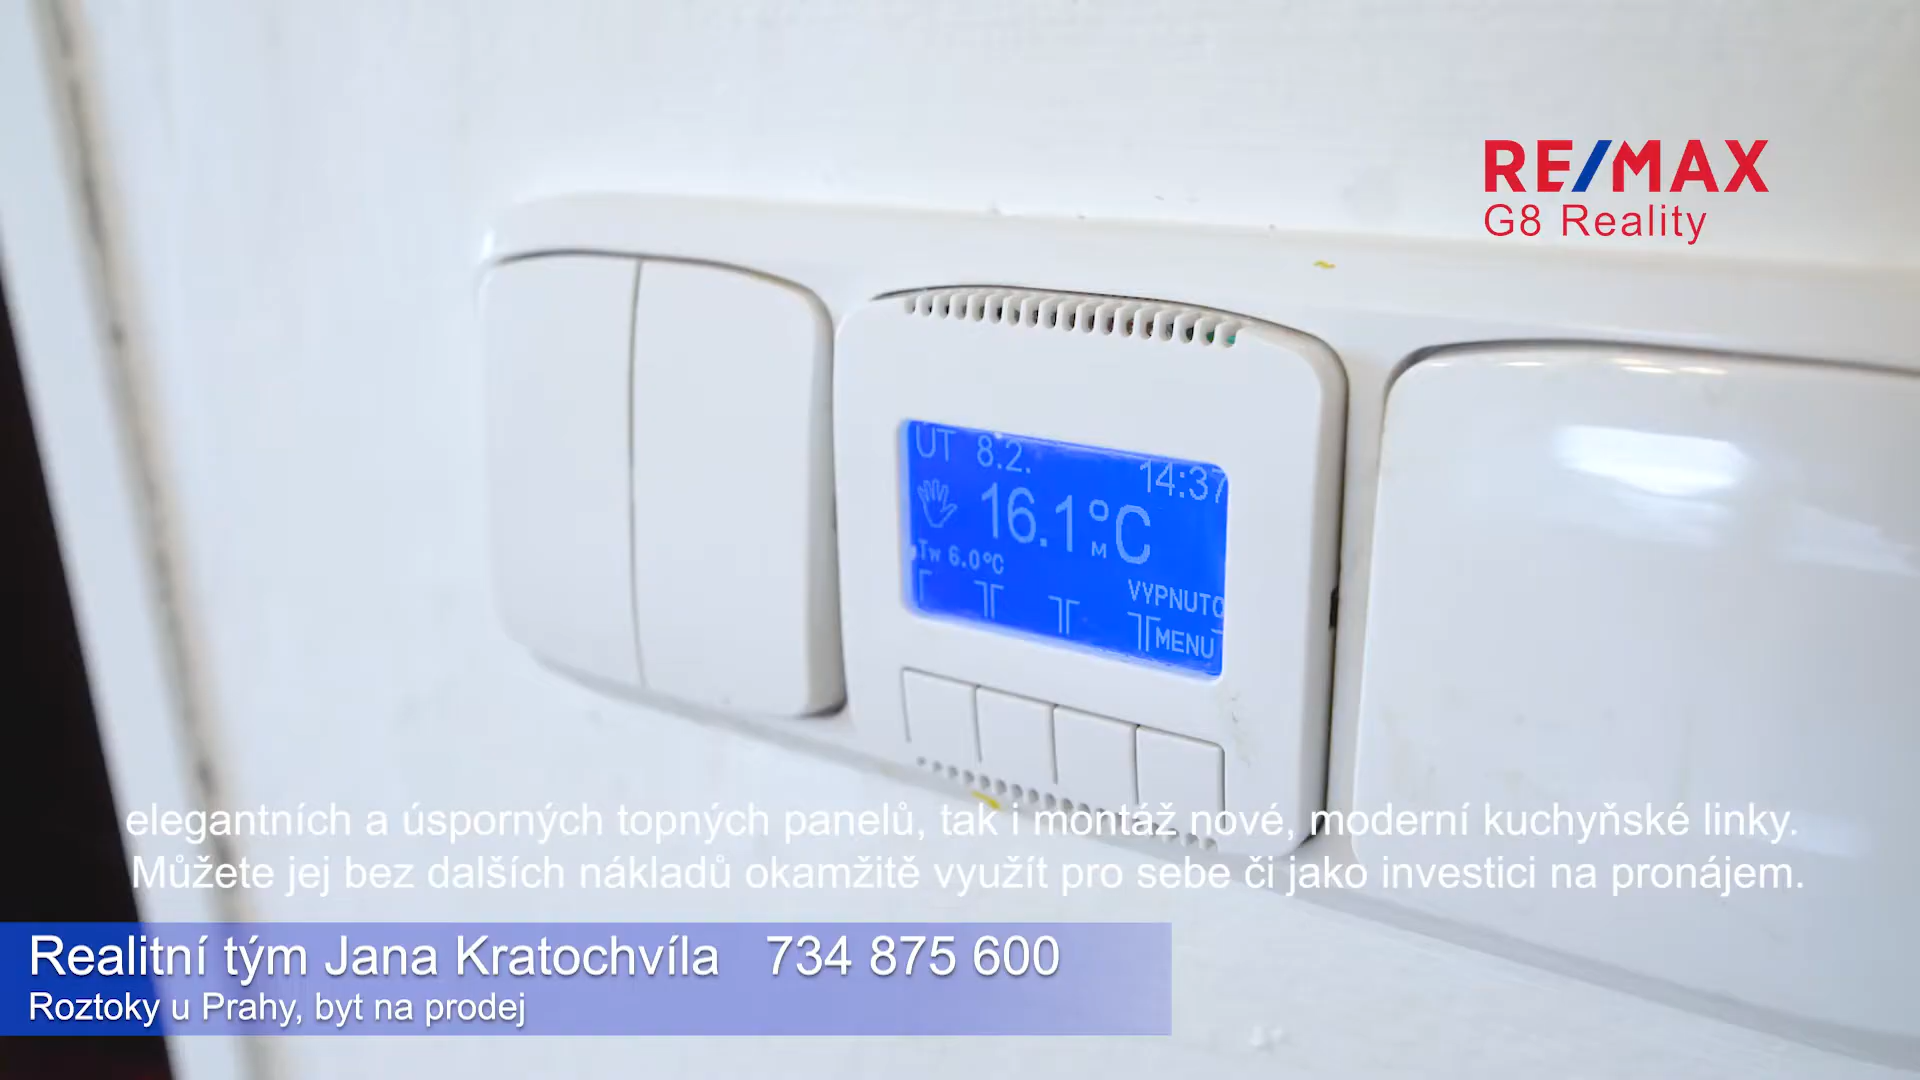 RE/MAX
G8 Reality
UT 8.2.
14:37
16.1°C
M
Tw 6.0°C
VYPNUTO
MENU
elegantních a úsporných topných panelů, tak i montáž nové, moderní kuchyňské linky.
Můžete jej bez dalších nákladů okamžitě využít pro sebe či jako investici na pronájem.
Realitní tým Jana Kratochvíla 734 875 600
Roztoky u Prahy, byt na prodej